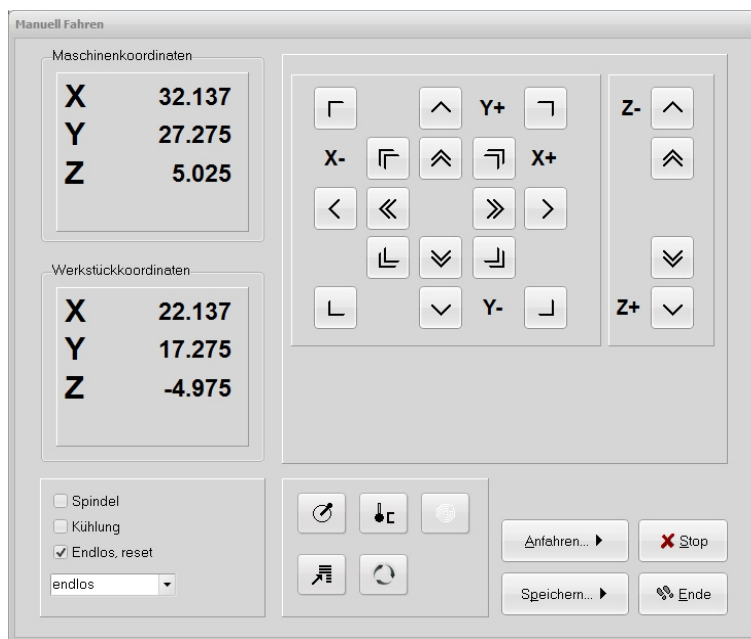 Manuell Fahren
Maschinenkoordinaten
X 32.137
Y 27.275
Z 5.025
Werkstückkoordinaten
X 22.137
Y 17.275
Z -4.975
Y+
X- X+
Y-
Z-
Z+
Spindel
Kühlung
Endlos, reset
endlos
Anfahren...
Stop
Speichern...
Ende